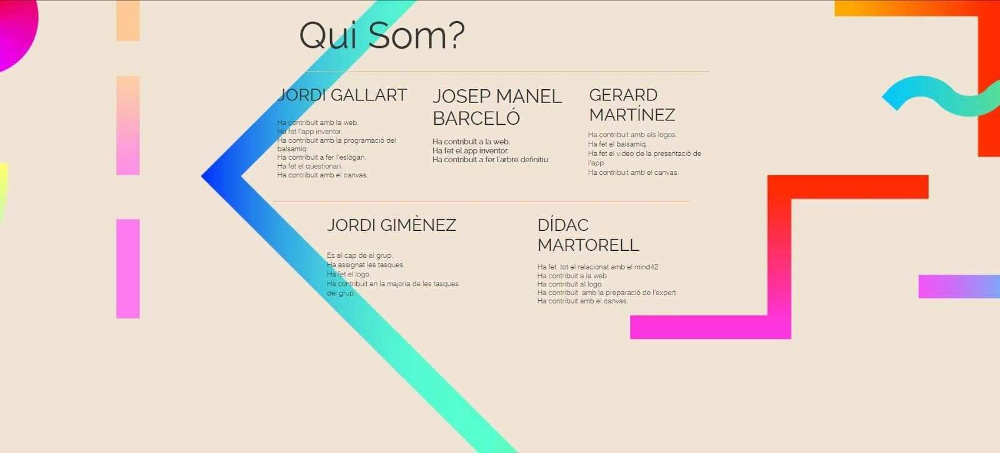 Qui Som?
JORDI GALLART
Ha contribuït amb la web.
Ha fet l'app inventor.
Ha contribuït amb la programació del
balsamiq.
Ha contribuït a fer l'eslògan.
Ha fet el qüestionari.
Ha contribuït amb el canvas.
JOSEP MANEL
BARCELÓ
Ha contribuït a la web.
Ha fet el app inventor.
Ha contribuït a fer l'arbre definitiu.
GERARD
MARTÍNEZ
Ha contribuit amb els logos.
Ha fet el balsamiq.
Ha fet el video de la presentaciò de
l'app.
Ha contribuit amb el canvas.
JORDI GIMÈNEZ
Es el cap de el grup.
Ha assignat les tasques.
Ha fet el logo.
Ha contribuït en la majoria de les tasques
del grup.
DÍDAC
MARTORELL
Ha fet  tot el relacionat amb el mind42
Ha contribuït a la web
Ha contribuït al logo.
Ha contribuït  amb la preparació de l'expert.
Ha contribuït amb el canvas.